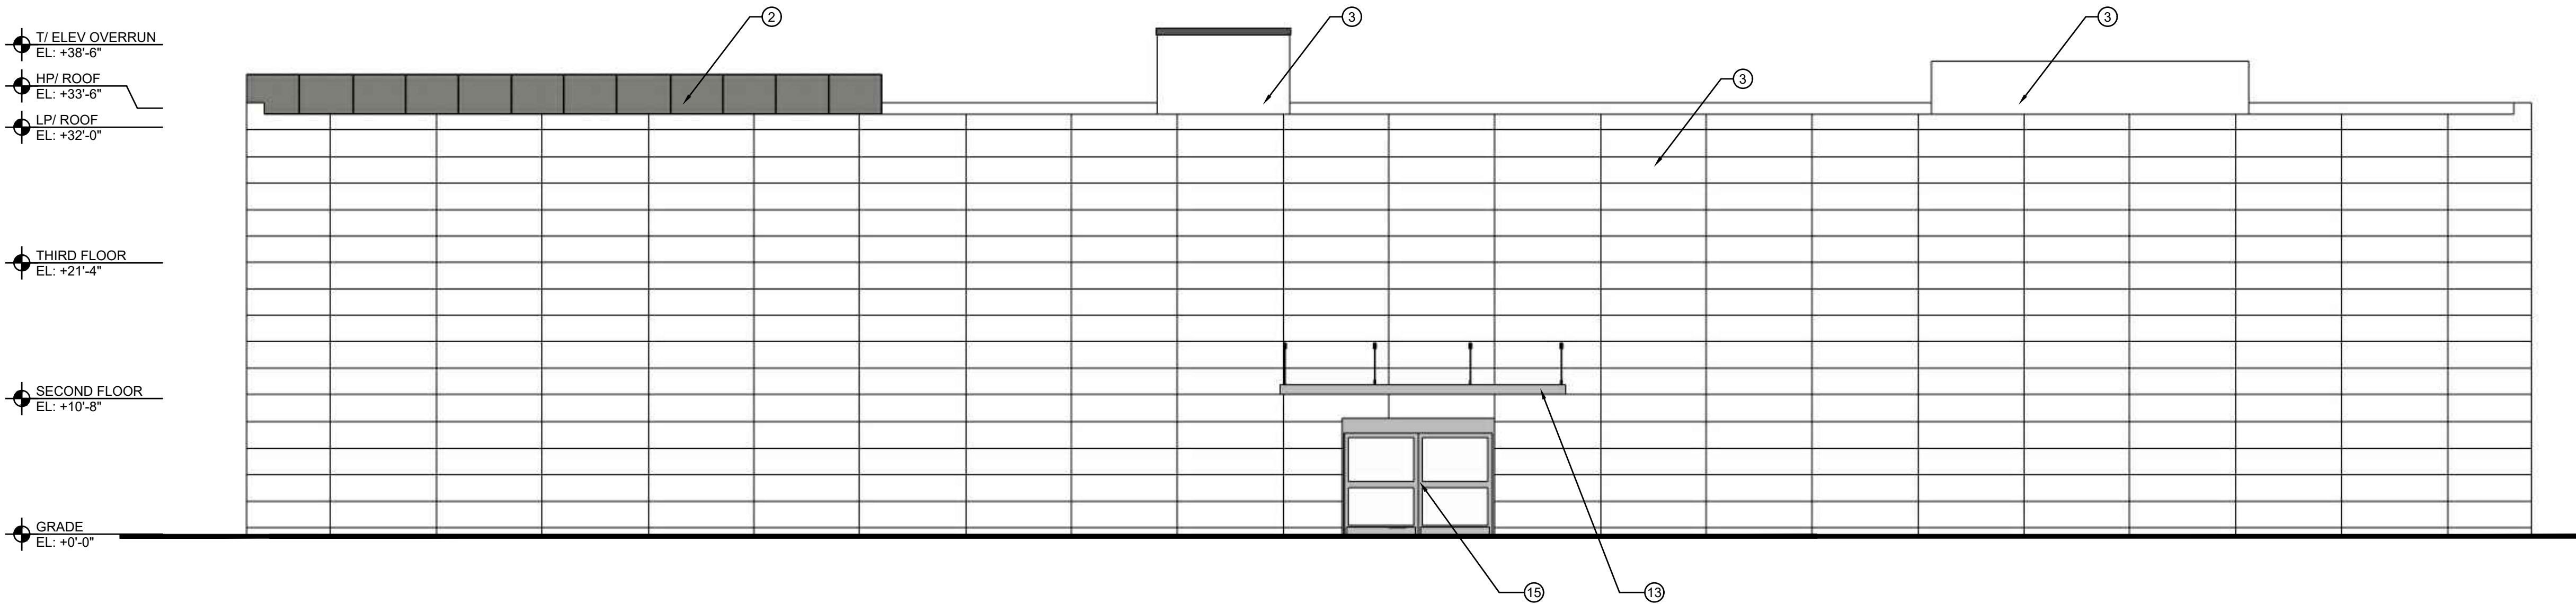 T/ ELEV OVERRUN
EL: +38'-6"
HP/ ROOF
EL: +33'-6"
LP/ ROOF
EL: +32'-0"
THIRD FLOOR
EL: +21'-4"
SECOND FLOOR
EL: +10'-8"
GRADE
EL: +0'-0"
2
3
3
3
15
13